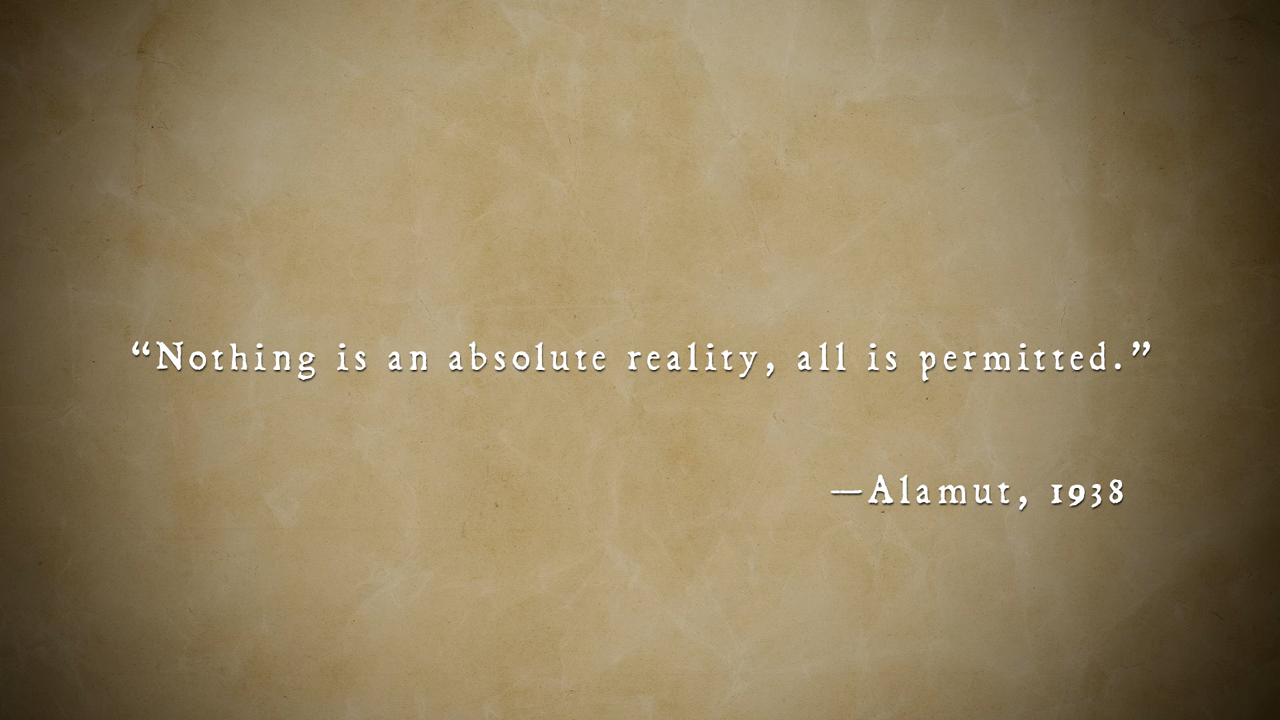 “Nothing is an absolute reality, all is permitted.”
—Alamut, 1938